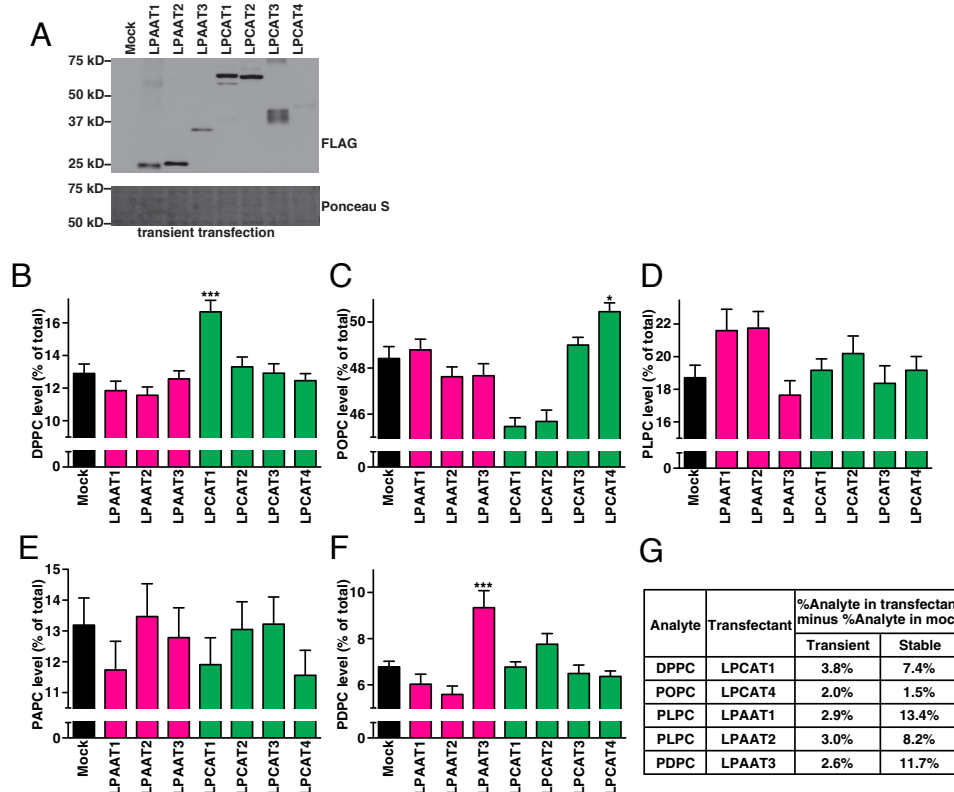 A
Mock
LPAAT1
LPAAT2
LPAAT3
LPCAT1
LPCAT2
LPCAT3
LPCAT4
75 kD
50 kD
37 kD
25 kD
FLAG
75 kD
50 kD
Ponceau S
transient transfection
B
DPPC level (% of total)
16
14
12
10
0
***
Mock
LPAAT1
LPAAT2
LPAAT3
LPCAT1
LPCAT2
LPCAT3
LPCAT4
C
POPC level (% of total)
50
48
46
0
*
Mock
LPAAT1
LPAAT2
LPAAT3
LPCAT1
LPCAT2
LPCAT3
LPCAT4
D
PLPC level (% of total)
22
20
18
16
0
Mock
LPAAT1
LPAAT2
LPAAT3
LPCAT1
LPCAT2
LPCAT3
LPCAT4
E
PAPC level (% of total)
15
14
13
12
11
0
Mock
LPAAT1
LPAAT2
LPAAT3
LPCAT1
LPCAT2
LPCAT3
LPCAT4
F
PDPC level (% of total)
10
8
6
0
***
Mock
LPAAT1
LPAAT2
LPAAT3
LPCAT1
LPCAT2
LPCAT3
LPCAT4
G
Analyte Transfectant %Analyte in transfectan
minus %Analyte in moc
Transient Stable
DPPC LPCAT1 3.8% 7.4%
POPC LPCAT4 2.0% 1.5%
PLPC LPAAT1 2.9% 13.4%
PLPC LPAAT2 3.0% 8.2%
PDPC LPAAT3 2.6% 11.7%